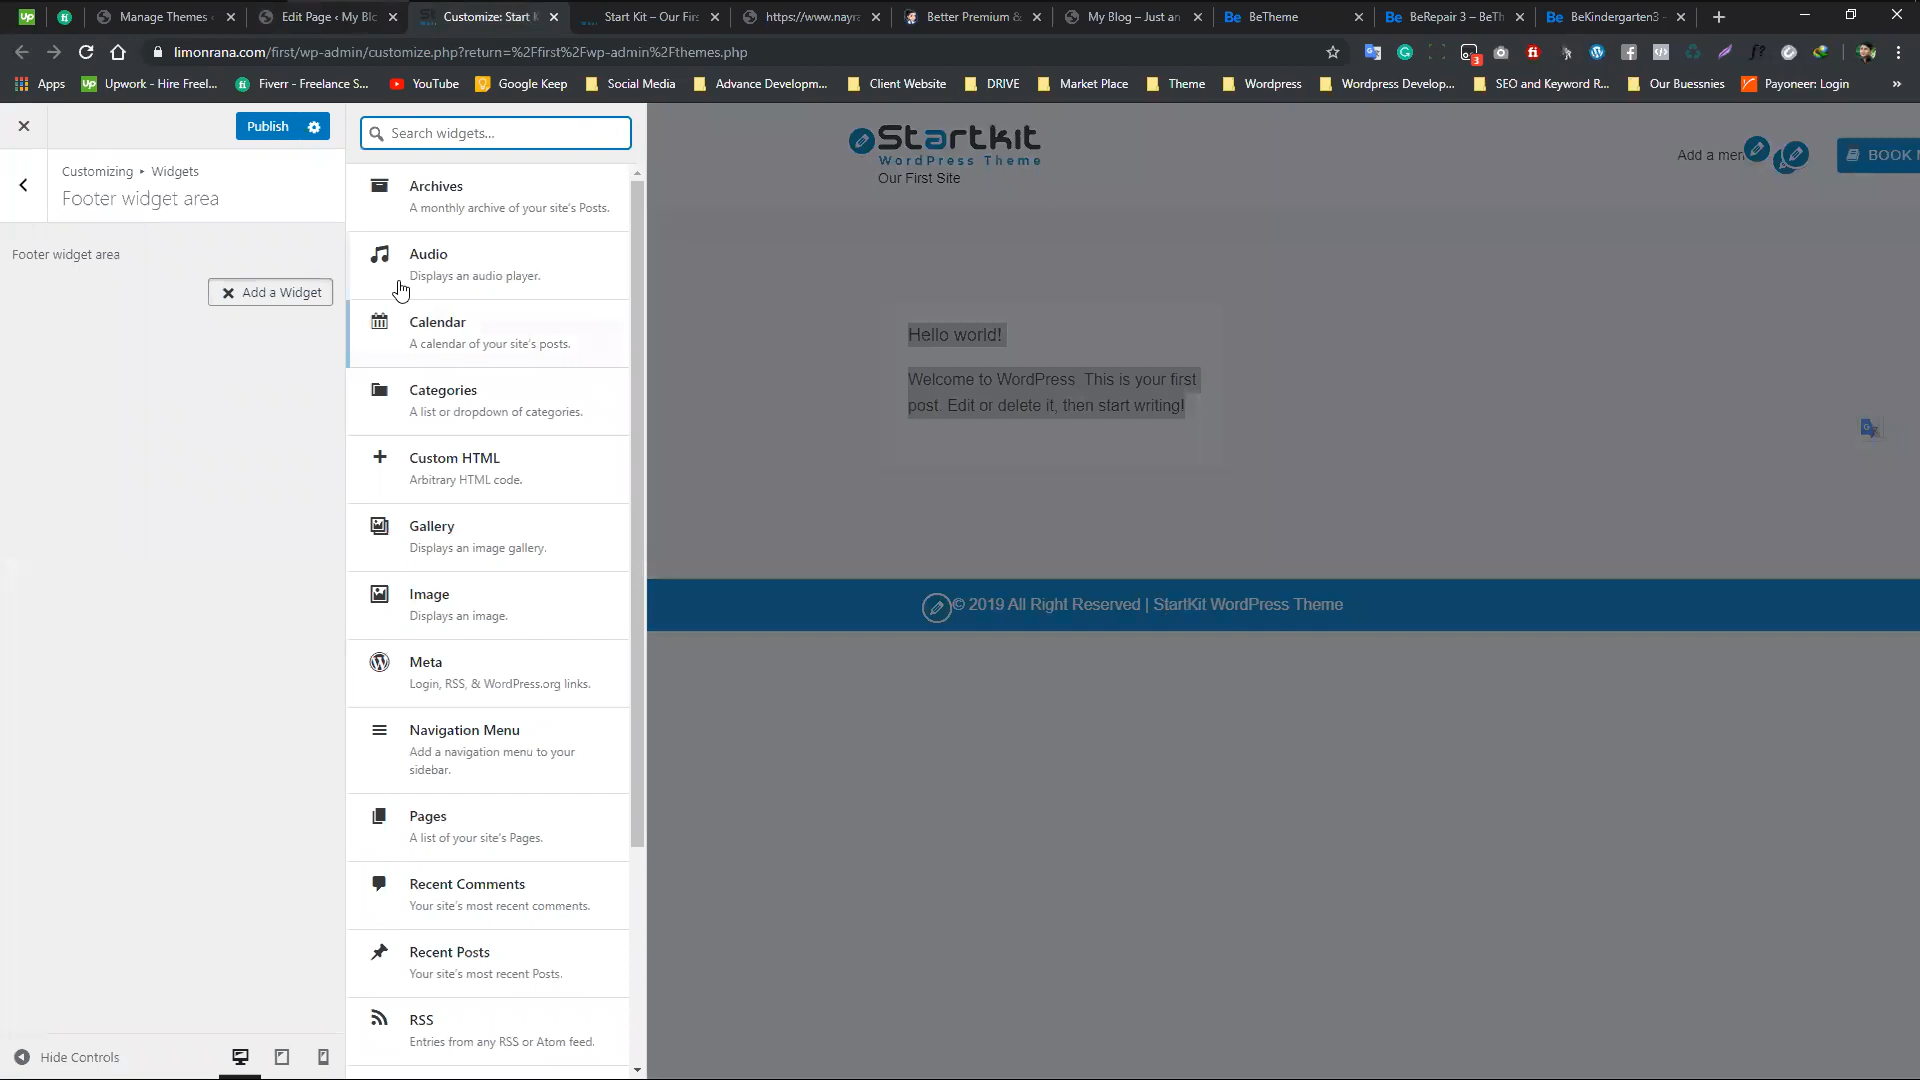 Up
Manage Themes ‹
Edit Page ‹ My Blo
Customize: Start K
Start Kit – Our Firs
https://www.nayra
Better Premium &
My Blog – Just an
Be BeTheme
Be BeRepair 3 – BeTh
Be BeKindergarten3 –
limonrana.com/first/wp-admin/customize.php?return=%2Ffirst%2Fwp-admin%2Fthemes.php
3
Apps
Up Upwork - Hire Freel...
Fiverr - Freelance S...
YouTube
Google Keep
Social Media
Advance Developm...
Client Website
DRIVE
Market Place
Theme
Wordpress
Wordpress Develop...
SEO and Keyword R...
Our Buessnies
Payoneer: Login
»
Publish
Search widgets...
Customizing ▸ Widgets
Footer widget area
Footer widget area
Add a Widget
Archives
A monthly archive of your site's Posts.
Audio
Displays an audio player.
Calendar
A calendar of your site's posts.
Categories
A list or dropdown of categories.
Custom HTML
Arbitrary HTML code.
Gallery
Displays an image gallery.
Image
Displays an image.
Meta
Login, RSS, & WordPress.org links.
Navigation Menu
Add a navigation menu to your
sidebar.
Pages
A list of your site's Pages.
Recent Comments
Your site's most recent comments.
Recent Posts
Your site's most recent Posts.
RSS
Entries from any RSS or Atom feed.
Hide Controls
Startkit
WordPress Theme
Our First Site
Add a men
BOOK
Hello world!
Welcome to WordPress This is your first
post. Edit or delete it, then start writing!
© 2019 All Right Reserved | StartKit WordPress Theme